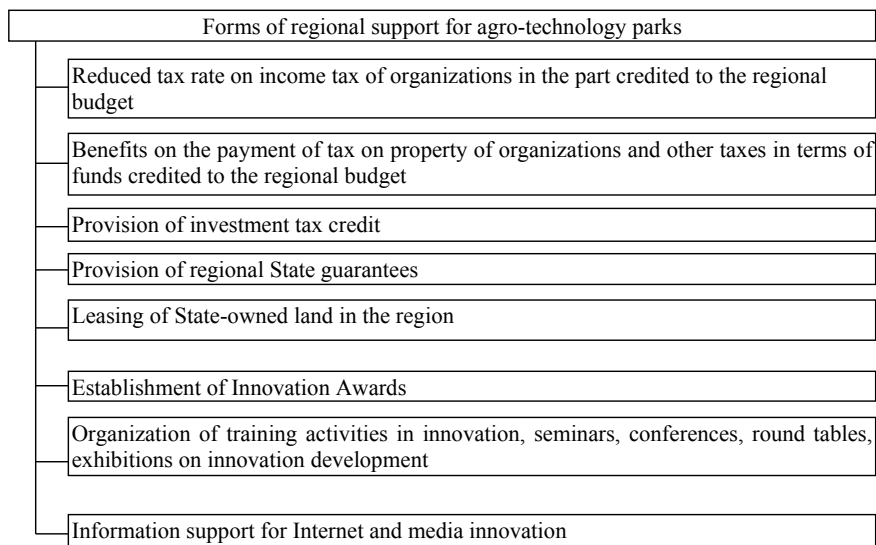 Forms of regional support for agro-technology parks
Reduced tax rate on income tax of organizations in the part credited to the regional
budget
Benefits on the payment of tax on property of organizations and other taxes in terms of
funds credited to the regional budget
Provision of investment tax credit
Provision of regional State guarantees
Leasing of State-owned land in the region
Establishment of Innovation Awards
Organization of training activities in innovation, seminars, conferences, round tables,
exhibitions on innovation development
Information support for Internet and media innovation